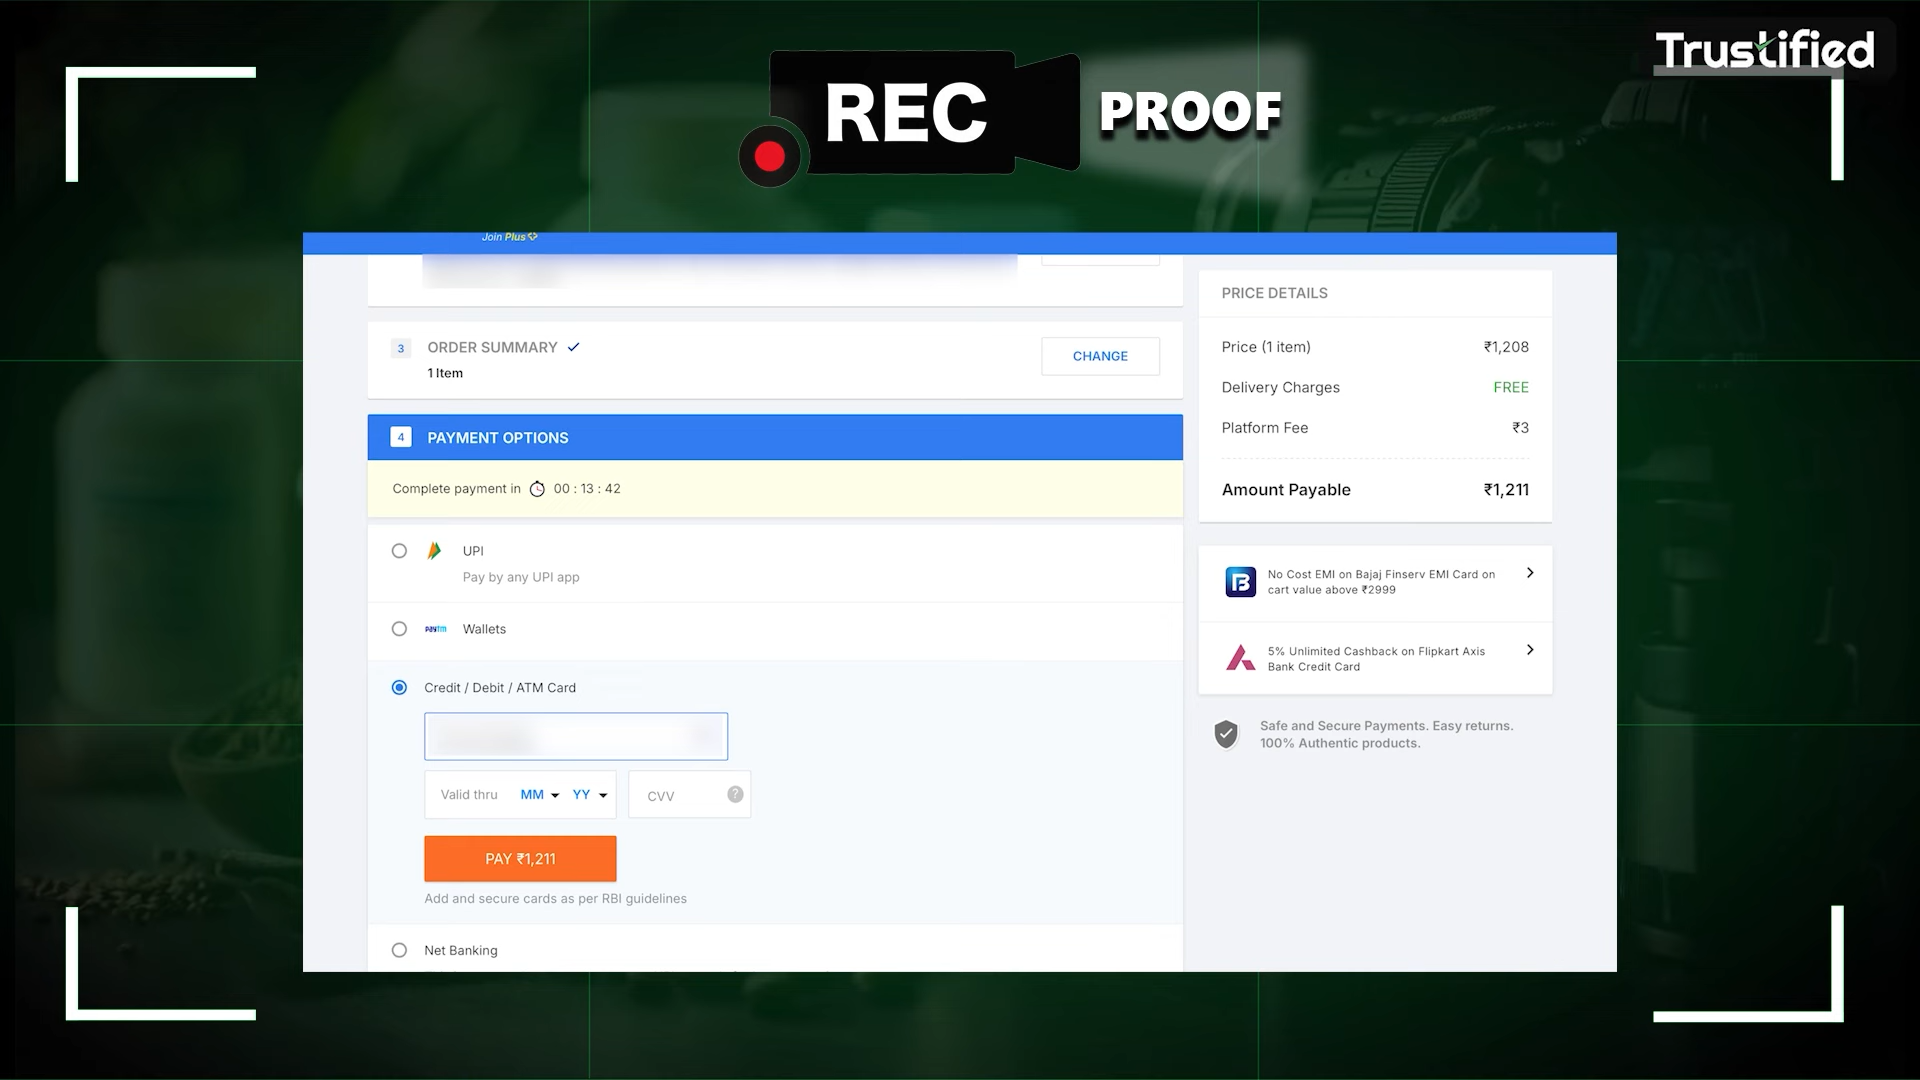 Trustified
REC
PROOF
Join Plus
3
ORDER SUMMARY
1 Item
CHANGE
4
PAYMENT OPTIONS
Complete payment in 00 : 13 : 42
UPI
Pay by any UPI app
paytm
Wallets
Credit / Debit / ATM Card
Valid thru MM YY
CVV
?
PAY ₹1,211
Add and secure cards as per RBI guidelines
Net Banking
PRICE DETAILS
Price (1 item) ₹1,208
Delivery Charges FREE
Platform Fee ₹3
Amount Payable ₹1,211
No Cost EMI on Bajaj Finserv EMI Card on
cart value above ₹2999
5% Unlimited Cashback on Flipkart Axis
Bank Credit Card
Safe and Secure Payments. Easy returns.
100% Authentic products.